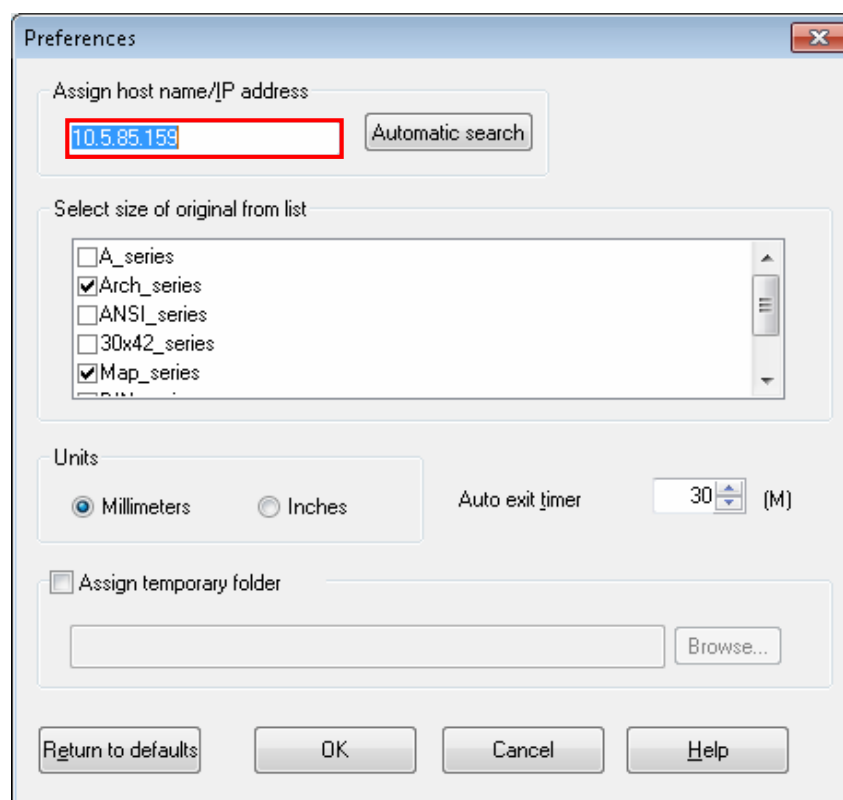 Preferences
Assign host name/IP address
10.5.85.159
Automatic search
Select size of original from list
A_series
Arch_series
ANSI_series
30x42_series
Map_series
Units
Millimeters
Inches
Auto exit timer
30
(M)
Assign temporary folder
Browse...
Return to defaults
OK
Cancel
Help